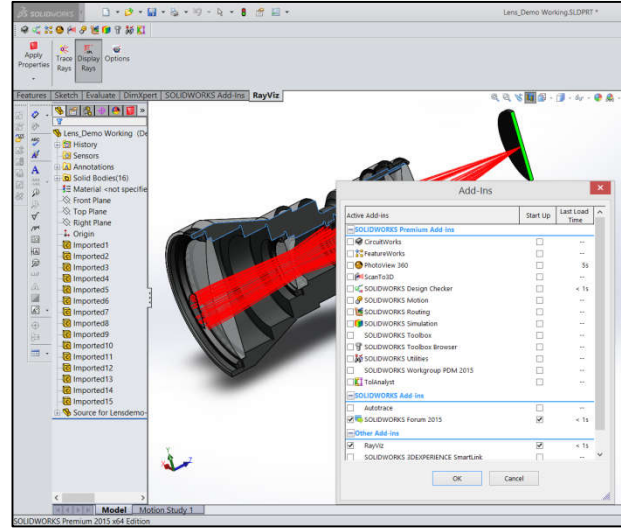 SOLIDWORKS
Lens_Demo Working.SLDPRT *
Apply Properties
Trace Rays
Display Rays
Options
Features
Sketch
Evaluate
DimXpert
SOLIDWORKS Add-Ins
RayViz
Lens_Demo Working (De
History
Sensors
Annotations
Solid Bodies(16)
Material <not specifie
Front Plane
Top Plane
Right Plane
Origin
Imported1
Imported2
Imported3
Imported4
Imported5
Imported6
Imported7
Imported8
Imported9
Imported10
Imported11
Imported12
Imported13
Imported14
Imported15
Source for Lensdemo-
Add-Ins
Active Add-ins Start Up Last Load Time
SOLIDWORKS Premium Add-ins
CircuitWorks --
FeatureWorks --
PhotoView 360 5s
ScanTo3D --
SOLIDWORKS Design Checker < 1s
SOLIDWORKS Motion --
SOLIDWORKS Routing --
SOLIDWORKS Simulation --
SOLIDWORKS Toolbox --
SOLIDWORKS Toolbox Browser --
SOLIDWORKS Utilities --
SOLIDWORKS Workgroup PDM 2015 --
TolAnalyst --
SOLIDWORKS Add-ins
Autotrace --
SOLIDWORKS Forum 2015 < 1s
Other Add-ins
RayViz < 1s
SOLIDWORKS 3DEXPERIENCE SmartLink --
OK
Cancel
Model
Motion Study 1
SOLIDWORKS Premium 2015 x64 Edition